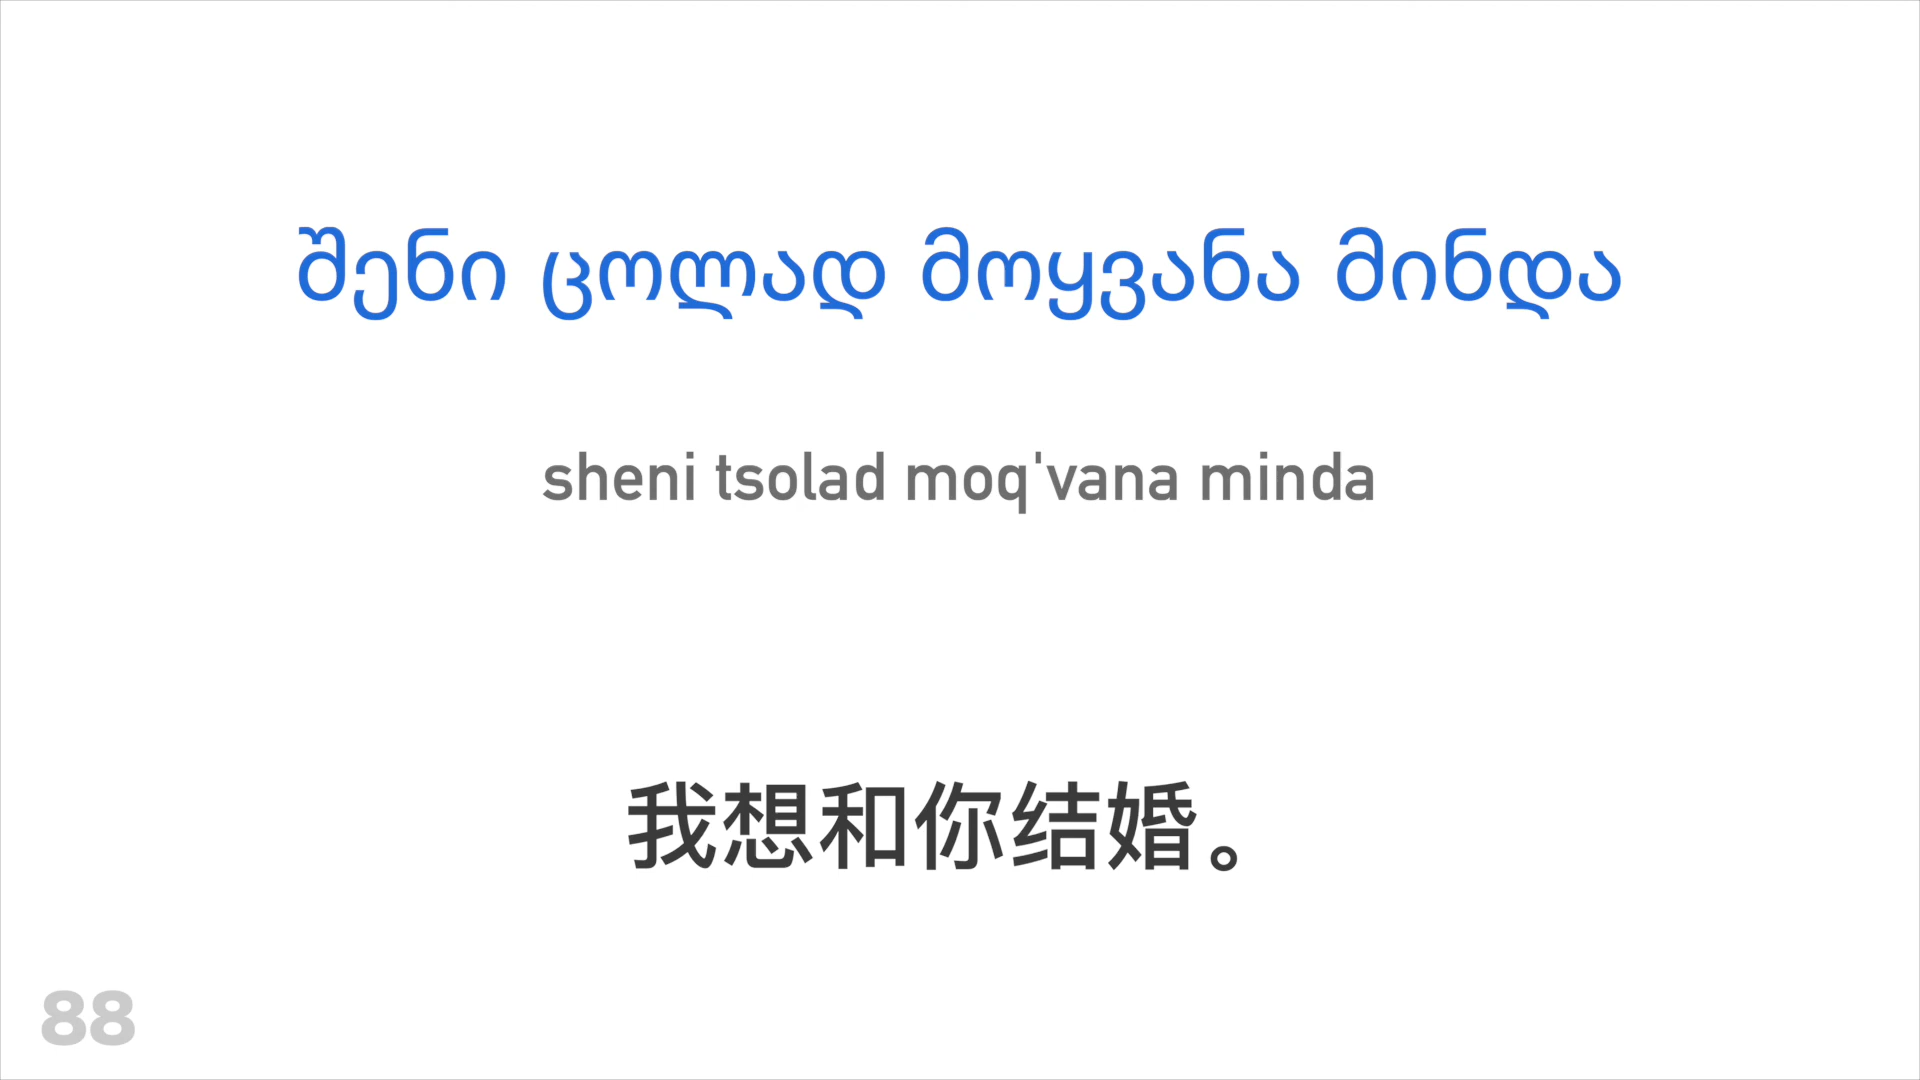 შენი ცოლად მოყვანა მინდა
sheni tsolad moq'vana minda
我想和你结婚。
88